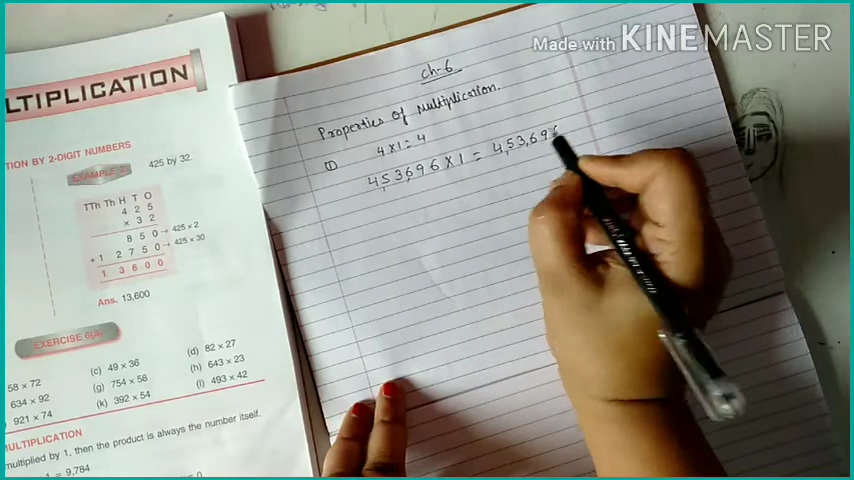 Made with KINEMASTER
LTIPLICATION
TION BY 2-DIGIT NUMBERS
EXAMPLE 2 425 by 32.
TTh Th H T O
4 2 5
× 3 2
8 5 0 → 425 × 2
+ 1 2 7 5 0 → 425 × 30
1 3 6 0 0
Ans. 13,600
EXERCISE 6(A)
58 × 72 (c) 49 × 36 (d) 82 × 27
634 × 92 (g) 754 × 58 (h) 643 × 23
921 × 74 (k) 392 × 54 (l) 493 × 42
MULTIPLICATION
multiplied by 1, then the product is always the number itself.
= 9,784
Ch-6
Properties of Multiplication.
① 4×1=4
4,53,696×1 = 4,53,696